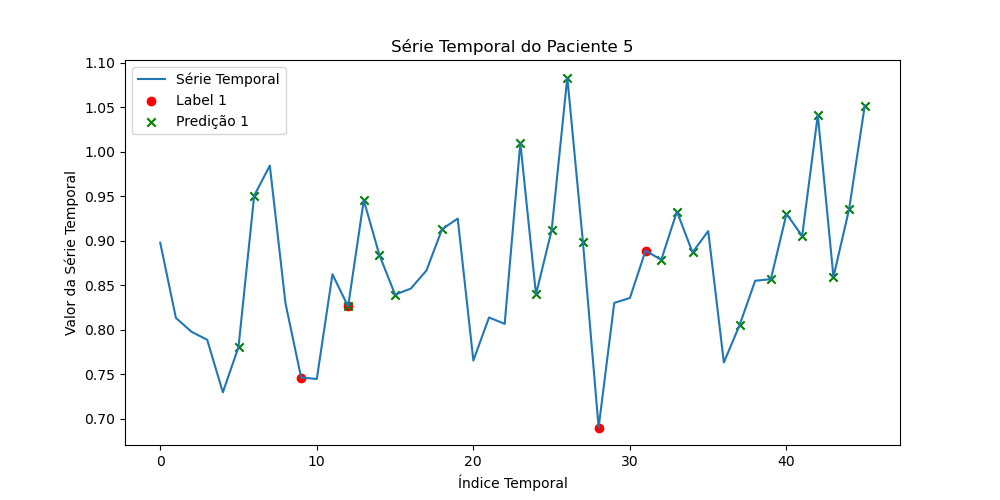 Série Temporal do Paciente 5
Série Temporal
Label 1
Predição 1
Valor da Série Temporal
1.10
1.05
1.00
0.95
0.90
0.85
0.80
0.75
0.70
0
10
20
30
40
Índice Temporal